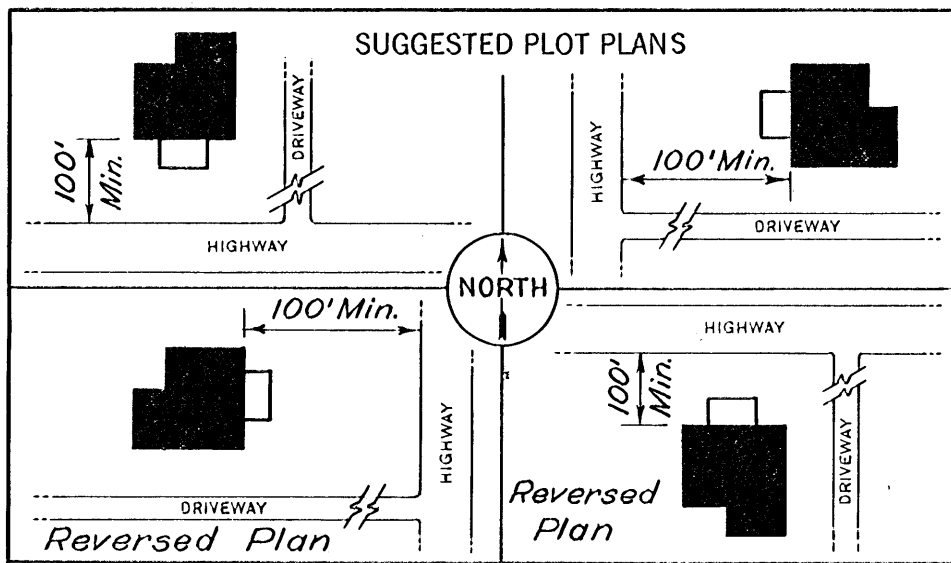 SUGGESTED PLOT PLANS
DRIVEWAY
100'
Min.
HIGHWAY
HIGHWAY
100' Min.
DRIVEWAY
NORTH
100' Min.
HIGHWAY
DRIVEWAY
Reversed Plan
HIGHWAY
100'
Min.
DRIVEWAY
Reversed
Plan